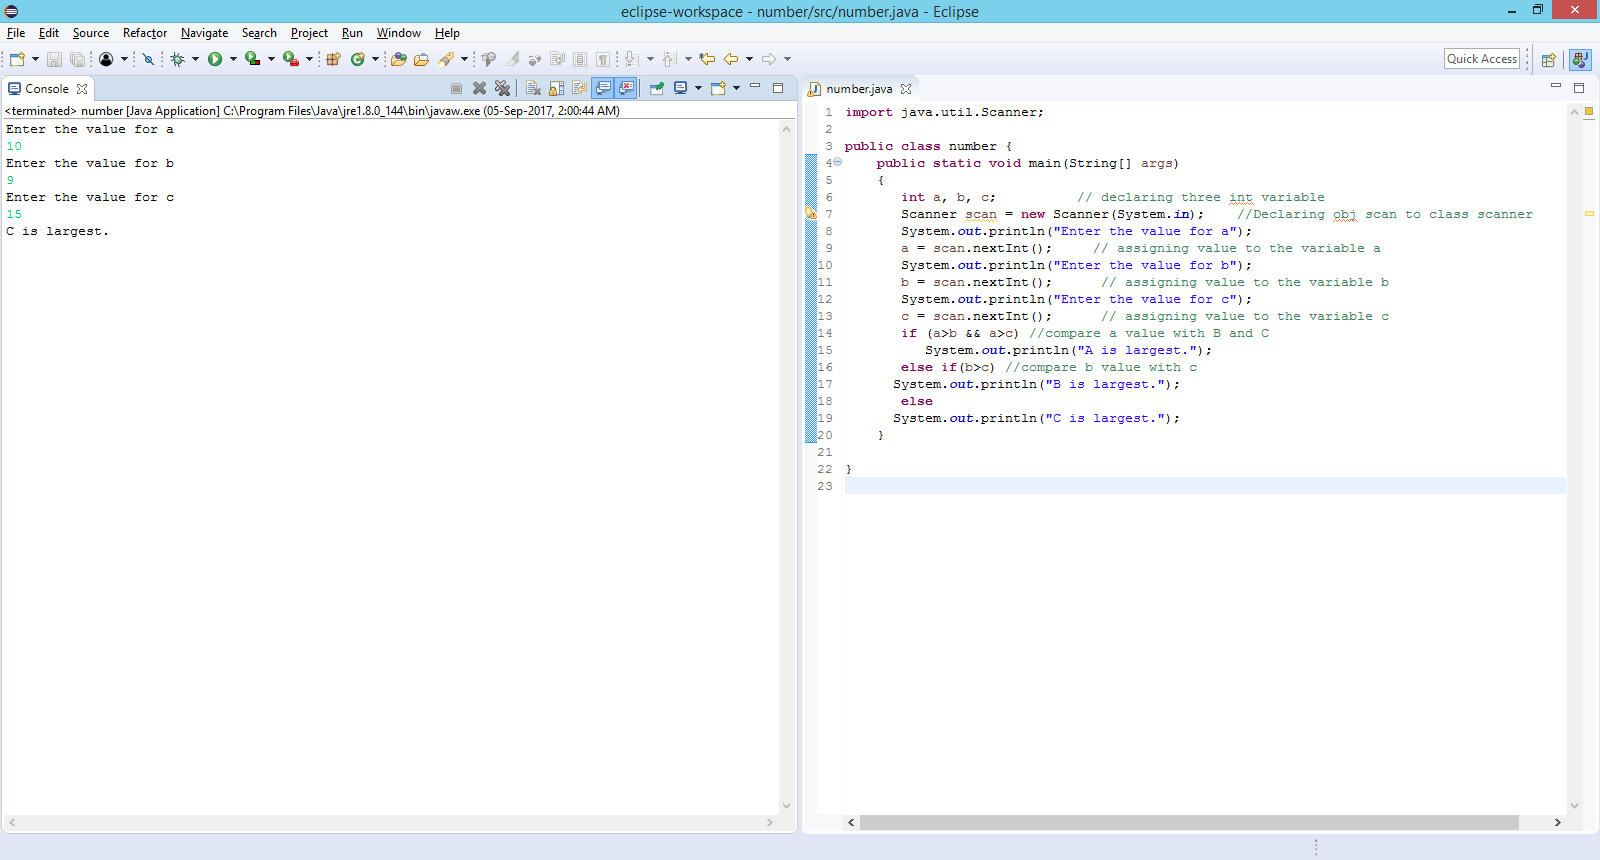 eclipse-workspace - number/src/number.java - Eclipse
File Edit Source Refactor Navigate Search Project Run Window Help
Quick Access
Console
<terminated> number [Java Application] C:\Program Files\Java\jre1.8.0_144\bin\javaw.exe (05-Sep-2017, 2:00:44 AM)
Enter the value for a
10
Enter the value for b
9
Enter the value for c
15
C is largest.
number.java
1 import java.util.Scanner;
2
3 public class number {
4 public static void main(String[] args)
5 {
6 int a, b, c; // declaring three int variable
7 Scanner scan = new Scanner(System.in); //Declaring obj scan to class scanner
8 System.out.println("Enter the value for a");
9 a = scan.nextInt(); // assigning value to the variable a
10 System.out.println("Enter the value for b");
11 b = scan.nextInt(); // assigning value to the variable b
12 System.out.println("Enter the value for c");
13 c = scan.nextInt(); // assigning value to the variable c
14 if (a>b && a>c) //compare a value with B and C
15 System.out.println("A is largest.");
16 else if(b>c) //compare b value with c
17 System.out.println("B is largest.");
18 else
19 System.out.println("C is largest.");
20 }
21
22 }
23